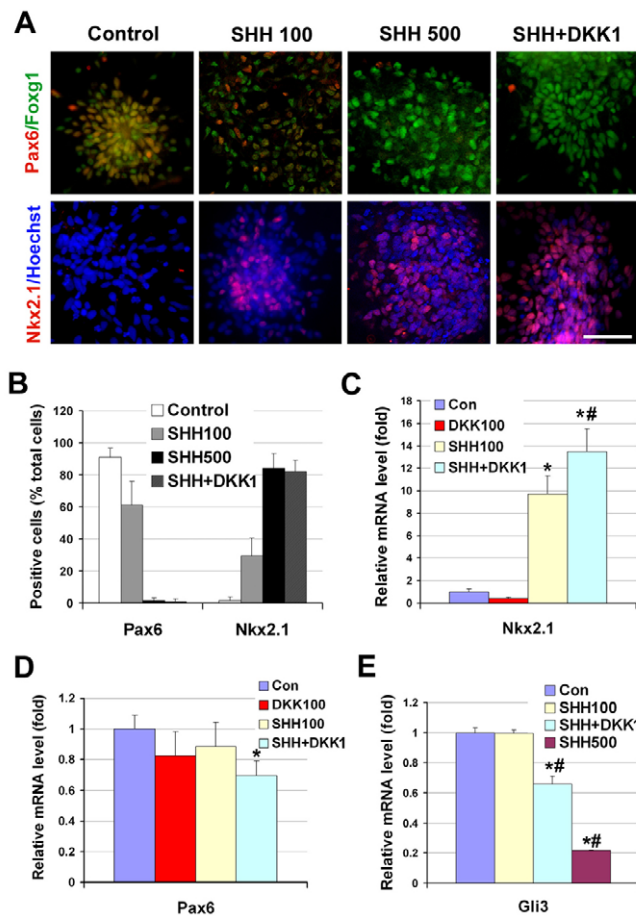 A
Control SHH 100 SHH 500 SHH+DKK1
Pax6/Foxg1
Nkx2.1/Hoechst
B
Positive cells (% total cells)
120
100
80
60
40
20
0
Control
SHH100
SHH500
SHH+DKK1
Pax6 Nkx2.1
C
Relative mRNA level (fold)
18
16
14
12
10
8
6
4
2
0
Con
DKK100
SHH100
SHH+DKK1
*
*#
Nkx2.1
D
Relative mRNA level (fold)
1.2
1
0.8
0.6
0.4
0.2
0
Con
DKK100
SHH100
SHH+DKK1
*
Pax6
E
Relative mRNA level (fold)
1.2
1
0.8
0.6
0.4
0.2
0
Con
SHH100
SHH+DKK1
SHH500
*#
*#
Gli3